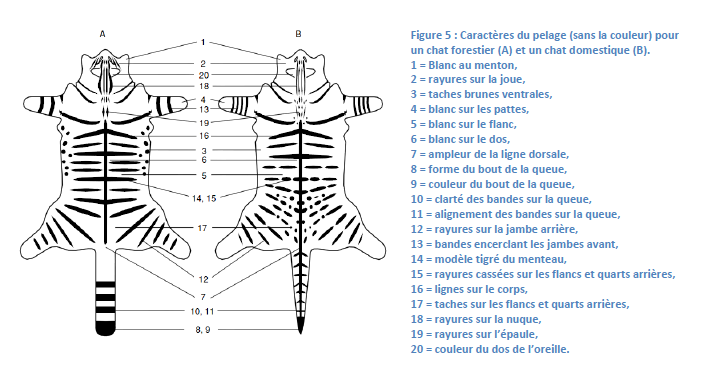 A
B
1
2
20
18
4
13
19
16
3
6
5
14, 15
17
12
7
10, 11
8, 9
Figure 5 : Caractères du pelage (sans la couleur) pour
un chat forestier (A) et un chat domestique (B).
1 = Blanc au menton,
2 = rayures sur la joue,
3 = taches brunes ventrales,
4 = blanc sur les pattes,
5 = blanc sur le flanc,
6 = blanc sur le dos,
7 = ampleur de la ligne dorsale,
8 = forme du bout de la queue,
9 = couleur du bout de la queue,
10 = clarté des bandes sur la queue,
11 = alignement des bandes sur la queue,
12 = rayures sur la jambe arrière,
13 = bandes encerclant les jambes avant,
14 = modèle tigré du menteau,
15 = rayures cassées sur les flancs et quarts arrières,
16 = lignes sur le corps,
17 = taches sur les flancs et quarts arrières,
18 = rayures sur la nuque,
19 = rayures sur l'épaule,
20 = couleur du dos de l'oreille.